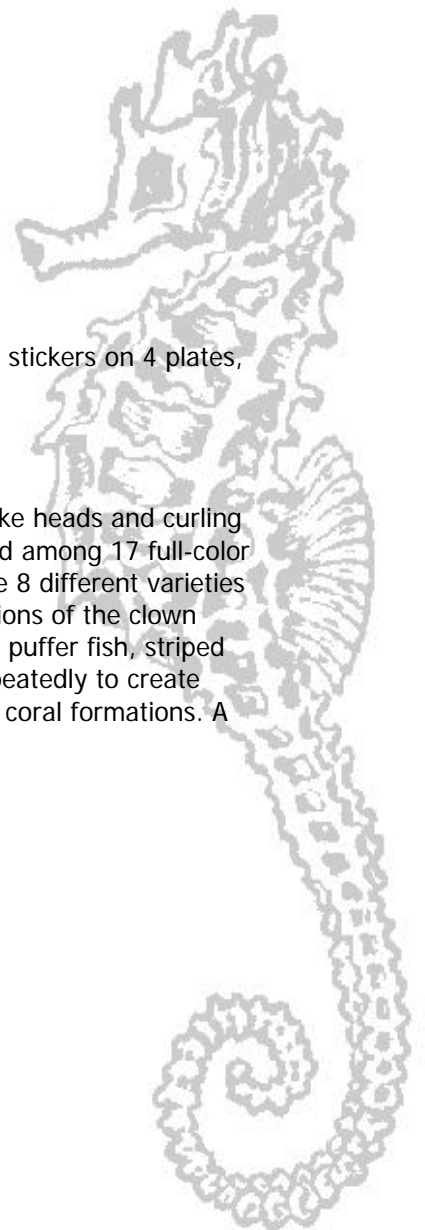 stickers on 4 plates,
ke heads and curling
d among 17 full-color
e 8 different varieties
ions of the clown
puffer fish, striped
peatedly to create
coral formations. A